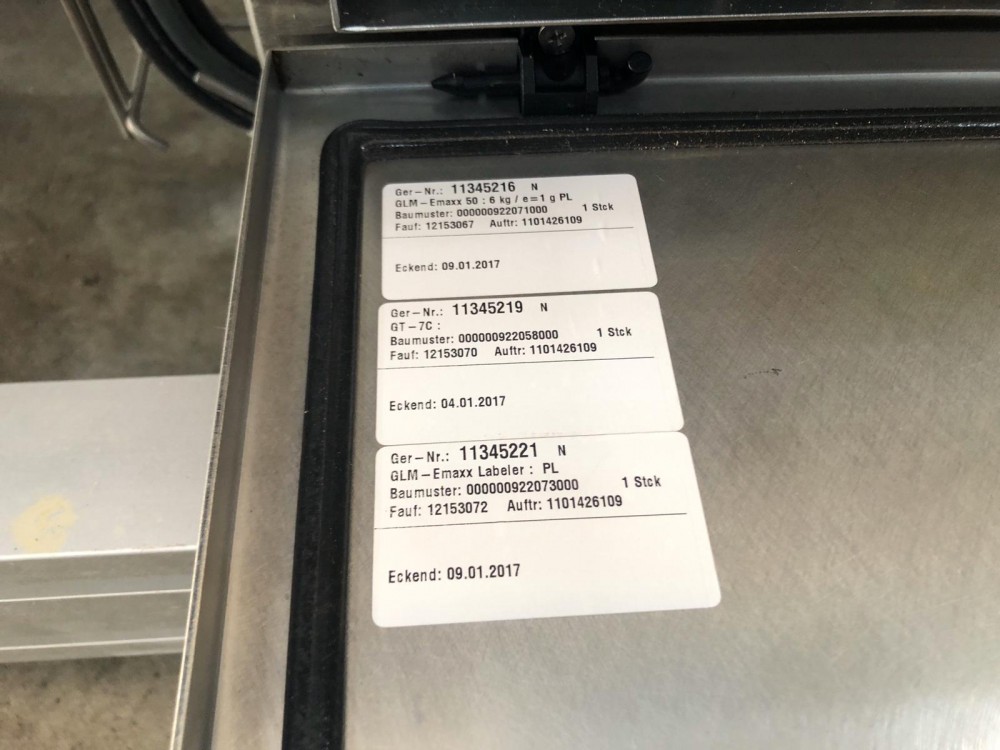 Ger-Nr.: 11345216 N
GLM-Emaxx 50 : 6 kg / e=1 g PL
Baumuster: 000000922071000 1 Stck
Fauf: 12153067 Auftr: 1101426109
Eckend: 09.01.2017
Ger-Nr.: 11345219 N
GT-7C :
Baumuster: 000000922058000 1 Stck
Fauf: 12153070 Auftr: 1101426109
Eckend: 04.01.2017
Ger-Nr.: 11345221 N
GLM-Emaxx Labeler : PL
Baumuster: 000000922073000 1 Stck
Fauf: 12153072 Auftr: 1101426109
Eckend: 09.01.2017